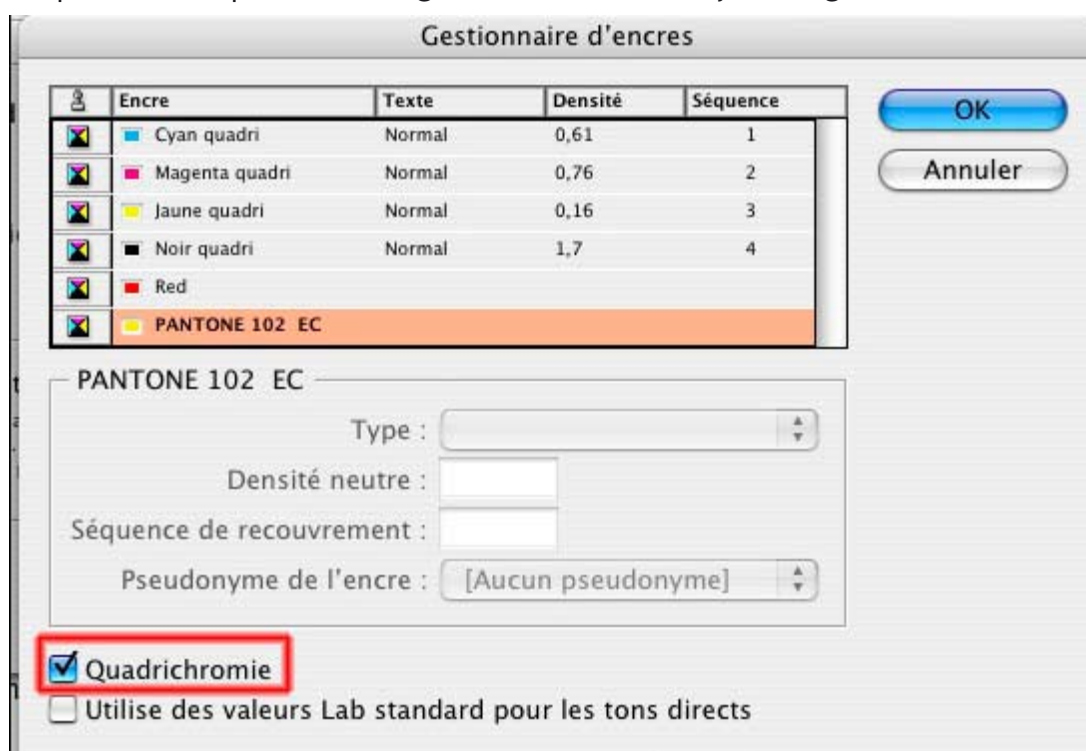 Gestionnaire d'encres
Encre Texte Densité Séquence
Cyan quadri Normal 0,61 1
Magenta quadri Normal 0,76 2
Jaune quadri Normal 0,16 3
Noir quadri Normal 1,7 4
Red
PANTONE 102 EC
OK
Annuler
PANTONE 102 EC
Type :
Densité neutre :
Séquence de recouvrement :
Pseudonyme de l'encre : [Aucun pseudonyme]
Quadrichromie
Utilise des valeurs Lab standard pour les tons directs